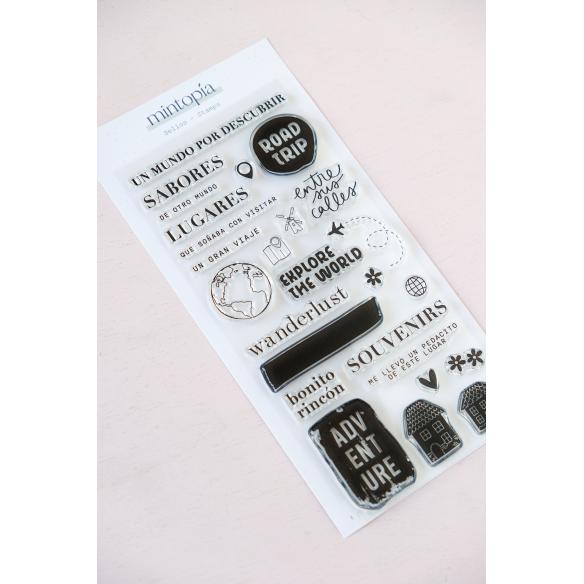 mintopía
Sellos - Stamps
UN MUNDO POR DESCUBRIR
SABORES
DE OTRO MUNDO
ROAD
TRIP
LUGARES
QUE SOÑABA CON VISITAR
entre
sus
calles
UN GRAN VIAJE
EXPLORE
THE WORLD
wanderlust
SOUVENIRS
ME LLEVO UN PEDACITO
DE ESTE LUGAR
bonito
rincón
ADV
ENT
URE